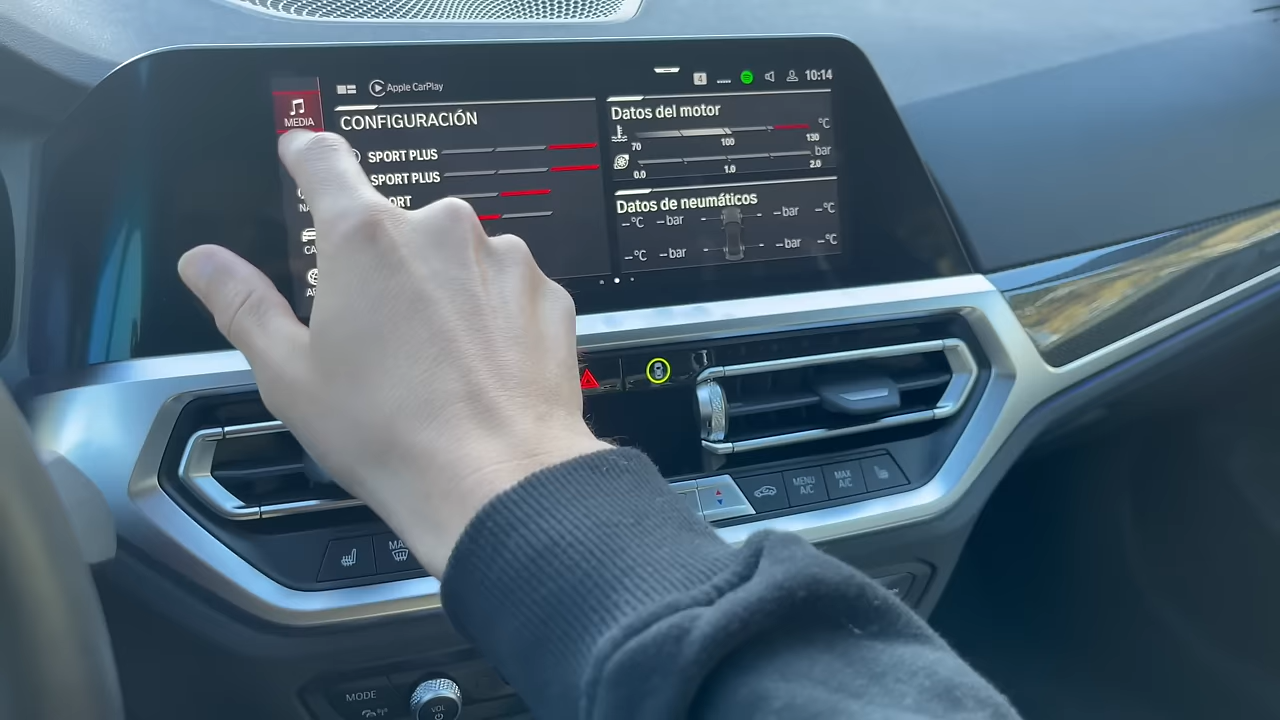 Apple CarPlay
4
10:14
MEDIA
CONFIGURACIÓN
SPORT PLUS
SPORT PLUS
Datos del motor
°C
70
100
130
bar
0.0
1.0
2.0
Datos de neumáticos
–°C –bar –bar –°C
–°C –bar –bar –°C
MENU
A/C
MAX
A/C
MODE
VOL